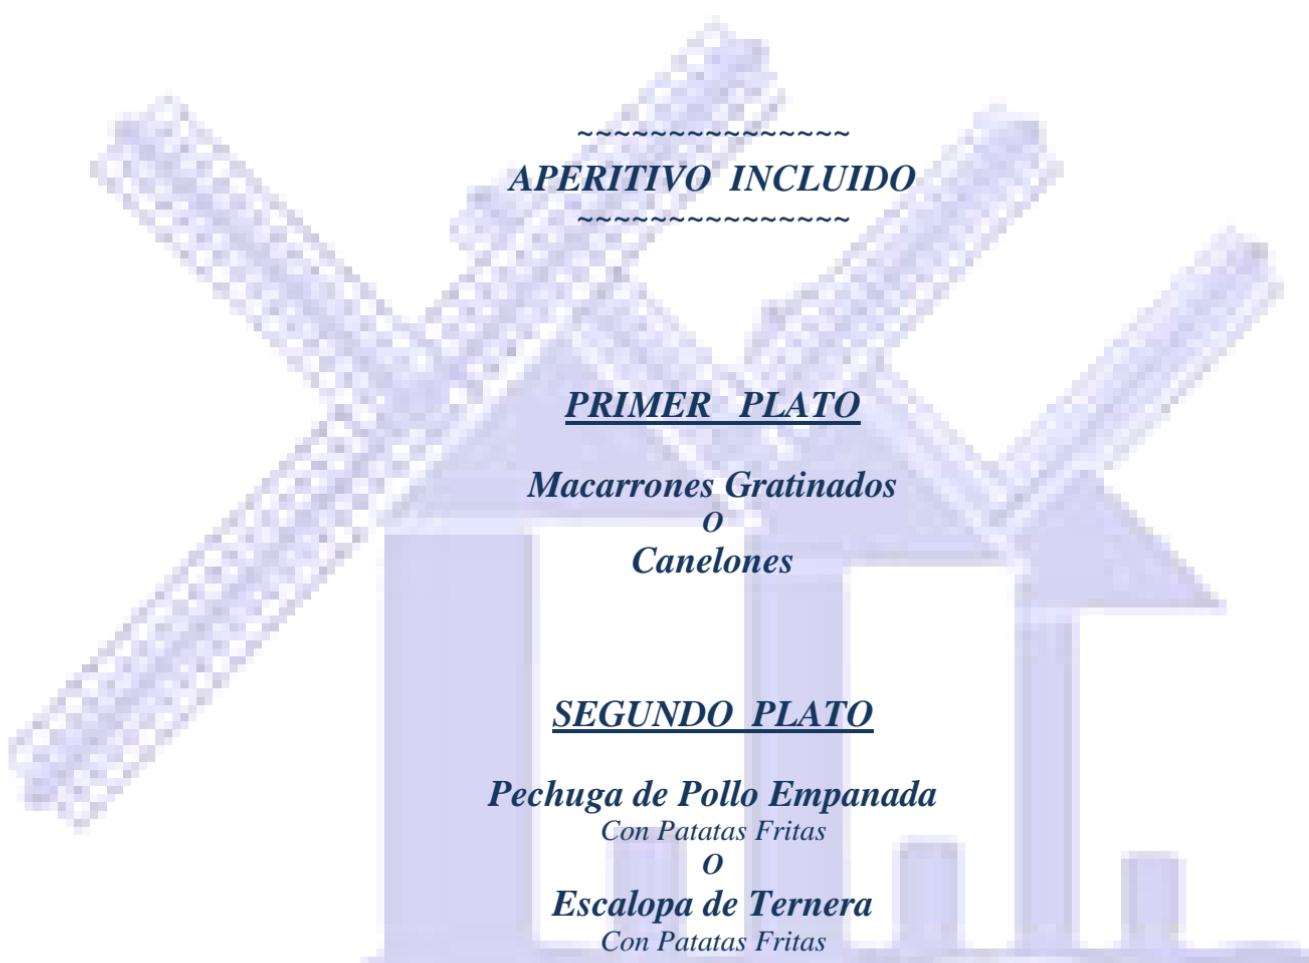 ~~~~~~~~~~~~~~~
APERITIVO INCLUIDO
~~~~~~~~~~~~~~~
PRIMER PLATO
Macarrones Gratinados
O
Canelones
SEGUNDO PLATO
Pechuga de Pollo Empanada
Con Patatas Fritas
O
Escalopa de Ternera
Con Patatas Fritas